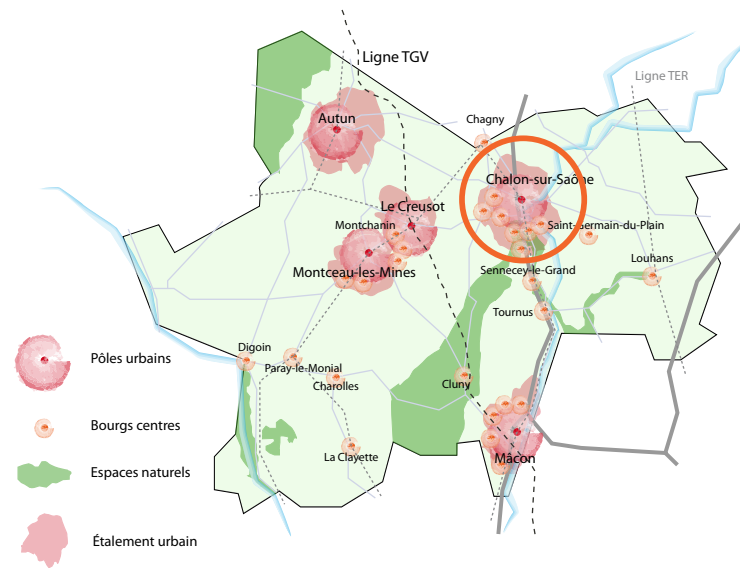 Ligne TGV
Ligne TER
Autun
Chagny
Chalon-sur-Saône
Le Creusot
Montchanin
Saint-Germain-du-Plain
Montceau-les-Mines
Sennecey-le-Grand
Louhans
Tournus
Digoin
Paray-le-Monial
Charolles
Cluny
La Clayette
Mâcon
Pôles urbains
Bourgs centres
Espaces naturels
Étalement urbain